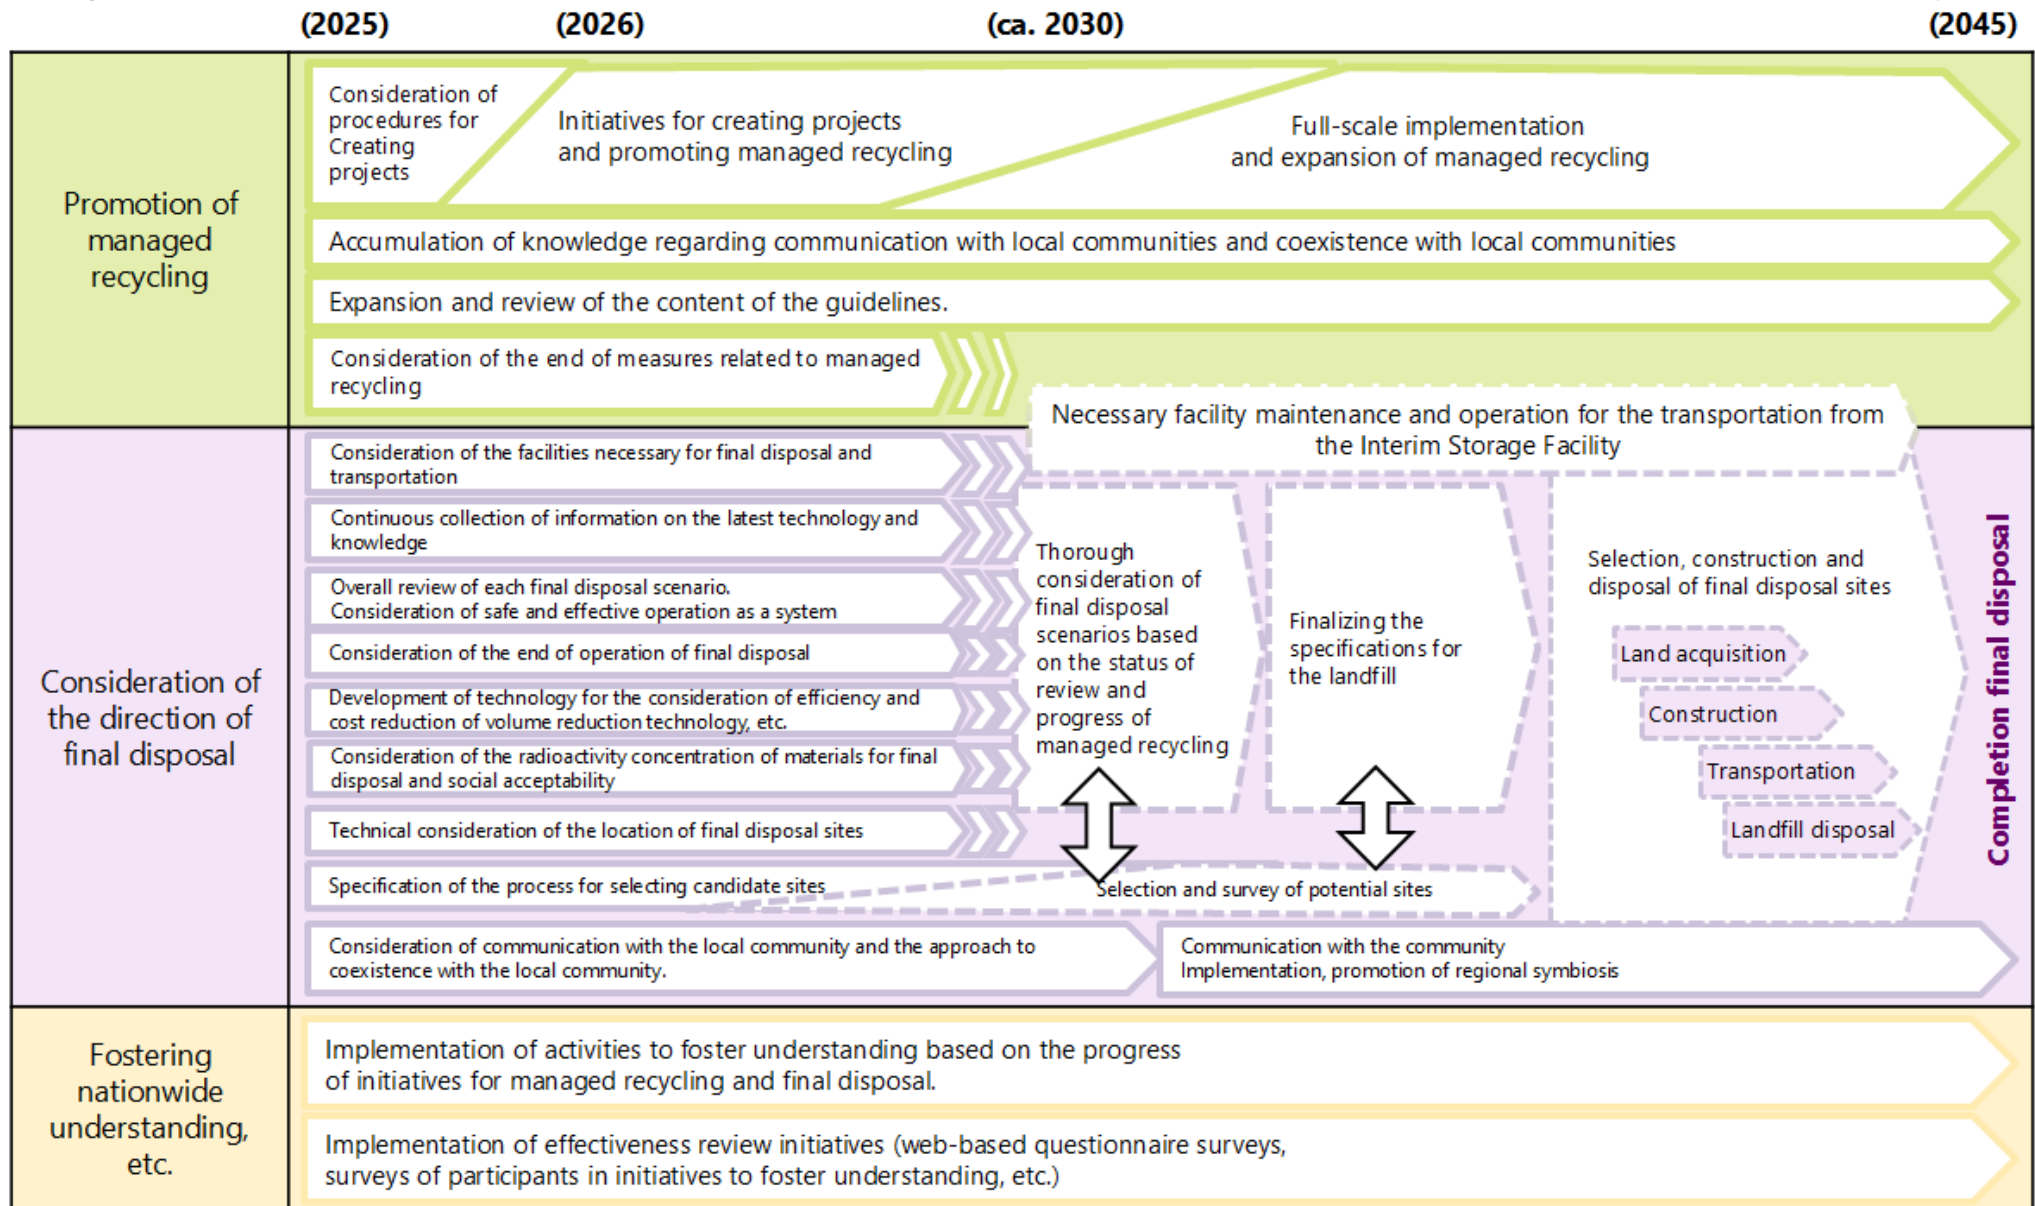 (2025)
(2026)
(ca. 2030)
(2045)
Promotion of
managed
recycling
Consideration of
procedures for
Creating
projects
Initiatives for creating projects
and promoting managed recycling
Full-scale implementation
and expansion of managed recycling
Accumulation of knowledge regarding communication with local communities and coexistence with local communities
Expansion and review of the content of the guidelines.
Consideration of the end of measures related to managed
recycling
Necessary facility maintenance and operation for the transportation from
the Interim Storage Facility
Consideration of
the direction of
final disposal
Consideration of the facilities necessary for final disposal and
transportation
Continuous collection of information on the latest technology and
knowledge
Overall review of each final disposal scenario.
Consideration of safe and effective operation as a system
Consideration of the end of operation of final disposal
Development of technology for the consideration of efficiency and
cost reduction of volume reduction technology, etc.
Consideration of the radioactivity concentration of materials for final
disposal and social acceptability
Technical consideration of the location of final disposal sites
Specification of the process for selecting candidate sites
Selection and survey of potential sites
Thorough
consideration of
final disposal
scenarios based
on the status of
review and
progress of
managed recycling
Finalizing the
specifications for
the landfill
Selection, construction and
disposal of final disposal sites
Land acquisition
Construction
Transportation
Landfill disposal
Completion final disposal
Consideration of communication with the local community and the approach to
coexistence with the local community.
Communication with the community
Implementation, promotion of regional symbiosis
Fostering
nationwide
understanding,
etc.
Implementation of activities to foster understanding based on the progress
of initiatives for managed recycling and final disposal.
Implementation of effectiveness review initiatives (web-based questionnaire surveys,
surveys of participants in initiatives to foster understanding, etc.)